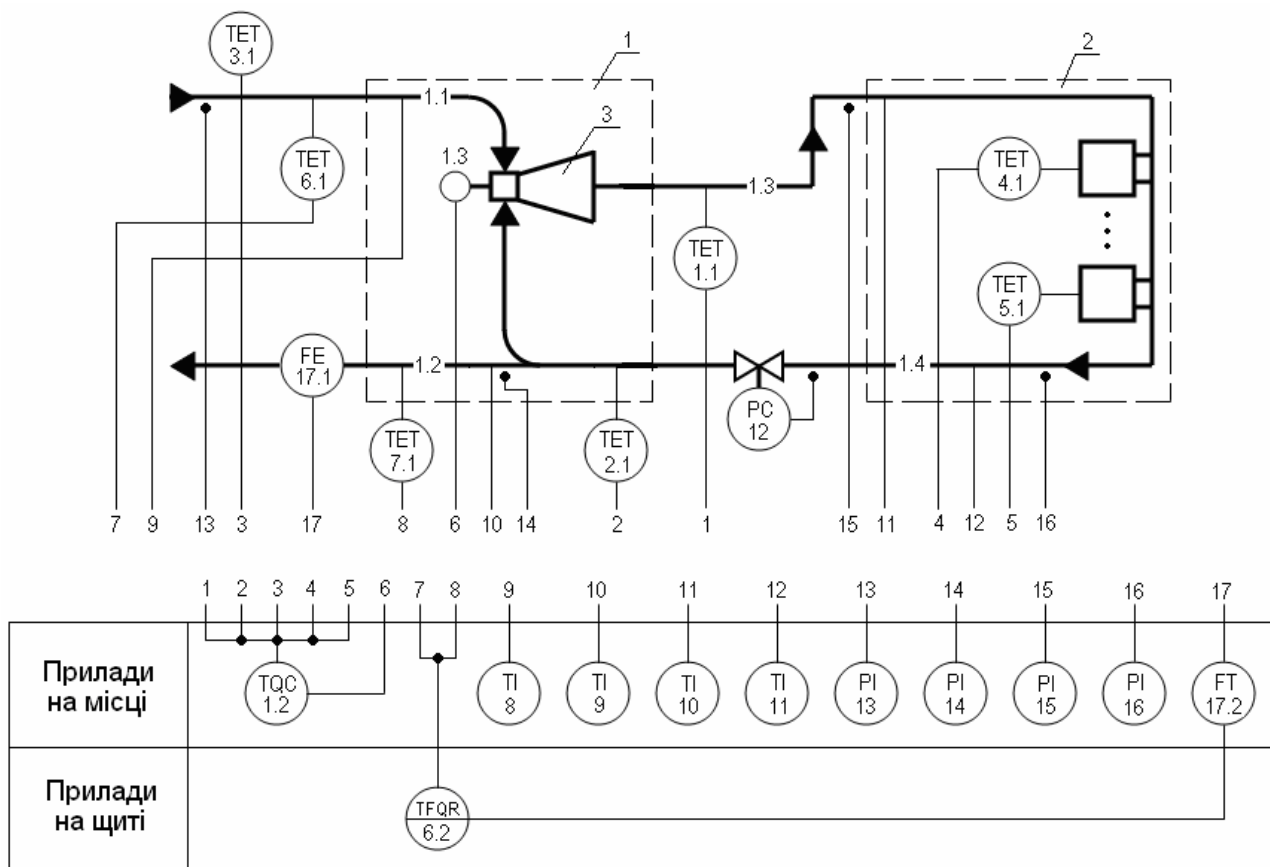 TET
3.1
1
2
1.1
3
TET
6.1
1.3
TET
4.1
1.3
TET
1.1
TET
5.1
FE
17.1
1.2
1.4
PC
12
TET
7.1
TET
2.1
7 9 13 3 17 8 6 10 14 2 1 15 11 4 12 5 16
1 2 3 4 5 6 7 8 9 10 11 12 13 14 15 16 17
Прилади
на місці
TQC
1.2
TI
8
TI
9
TI
10
TI
11
PI
13
PI
14
PI
15
PI
16
FT
17.2
Прилади
на щиті
TFQR
6.2